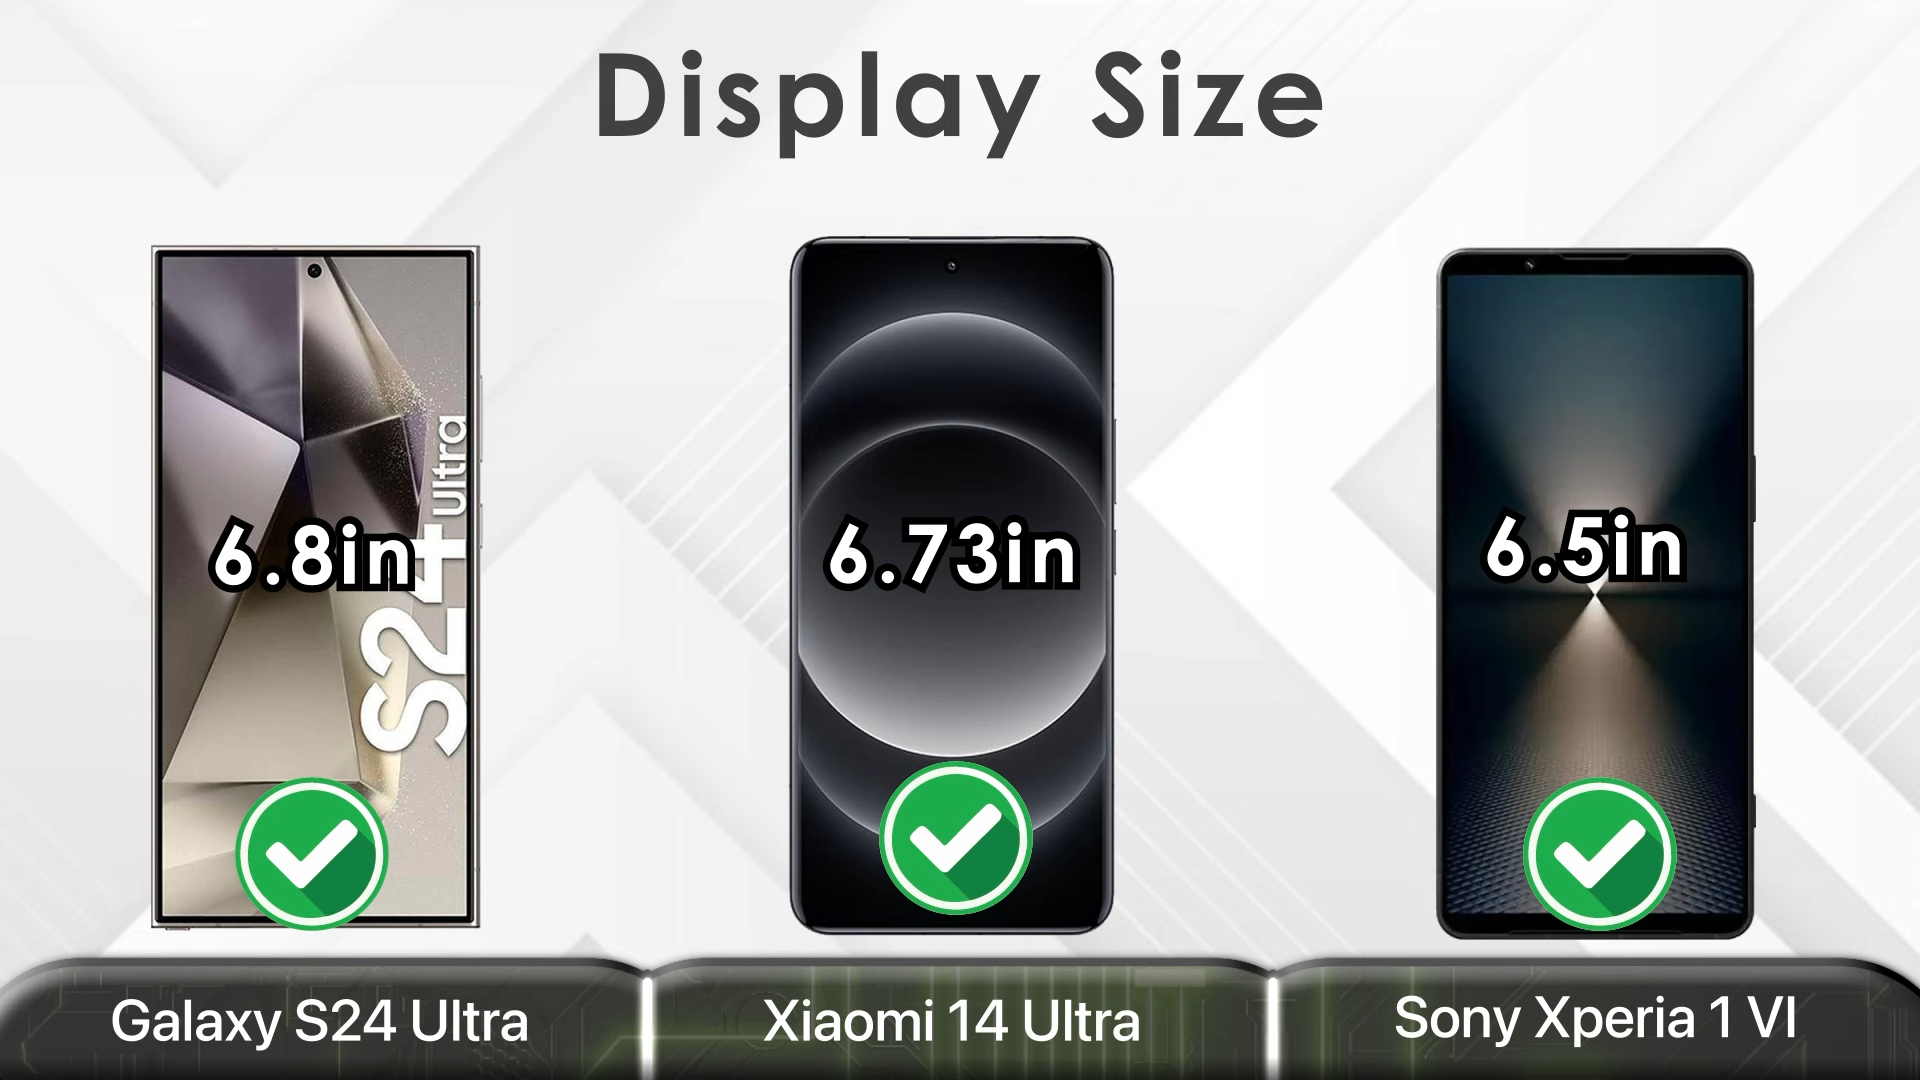 Display Size
S24 Ultra
6.8in
6.73in
6.5in
Galaxy S24 Ultra
Xiaomi 14 Ultra
Sony Xperia 1 VI